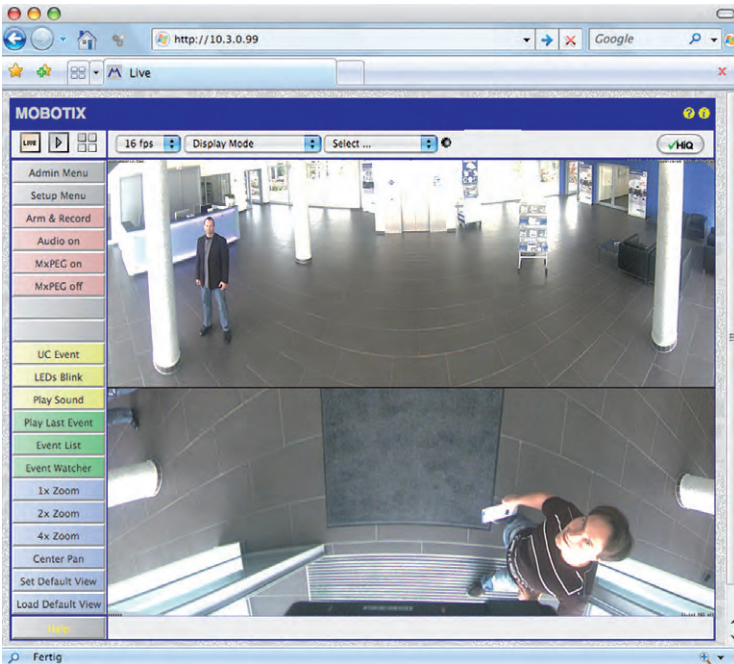 http://10.3.0.99
Google
Live
MOBOTIX
LIVE
16 fps
Display Mode
Select ...
HiQ
Admin Menu
Setup Menu
Arm & Record
Audio on
MxPEG on
MxPEG off
UC Event
LEDs Blink
Play Sound
Play Last Event
Event List
Event Watcher
1x Zoom
2x Zoom
4x Zoom
Center Pan
Set Default View
Load Default View
Help
Fertig